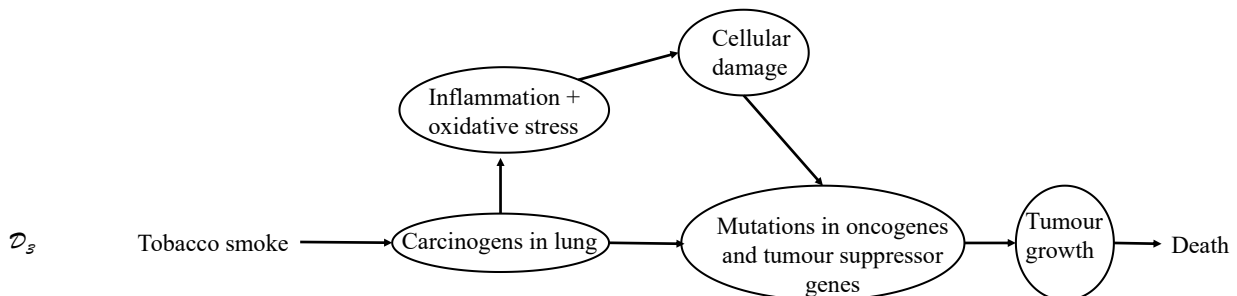 Cellular
damage
Inflammation +
oxidative stress
𝒟₃
Tobacco smoke
Carcinogens in lung
Mutations in oncogenes
and tumour suppressor
genes
Tumour
growth
Death